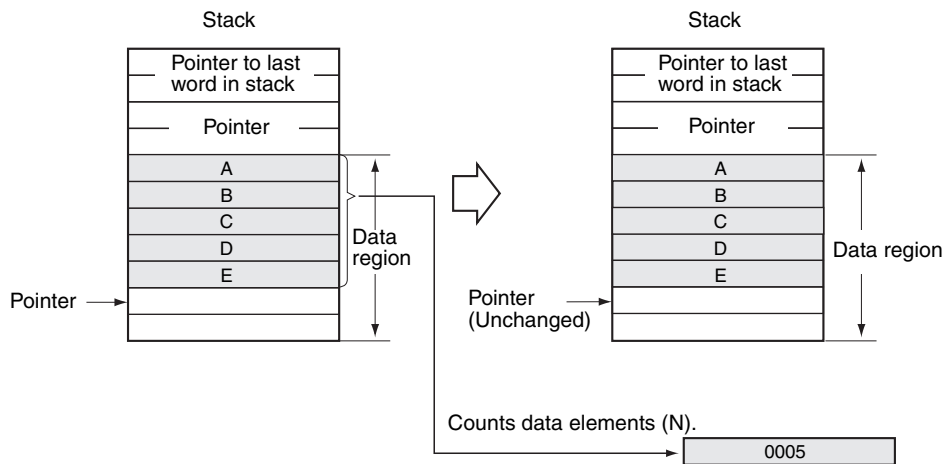 Stack
Pointer to last
word in stack
Pointer
A
B
C
D
E
Data
region
Pointer
Stack
Pointer to last
word in stack
Pointer
A
B
C
D
E
Data region
Pointer
(Unchanged)
Counts data elements (N).
0005